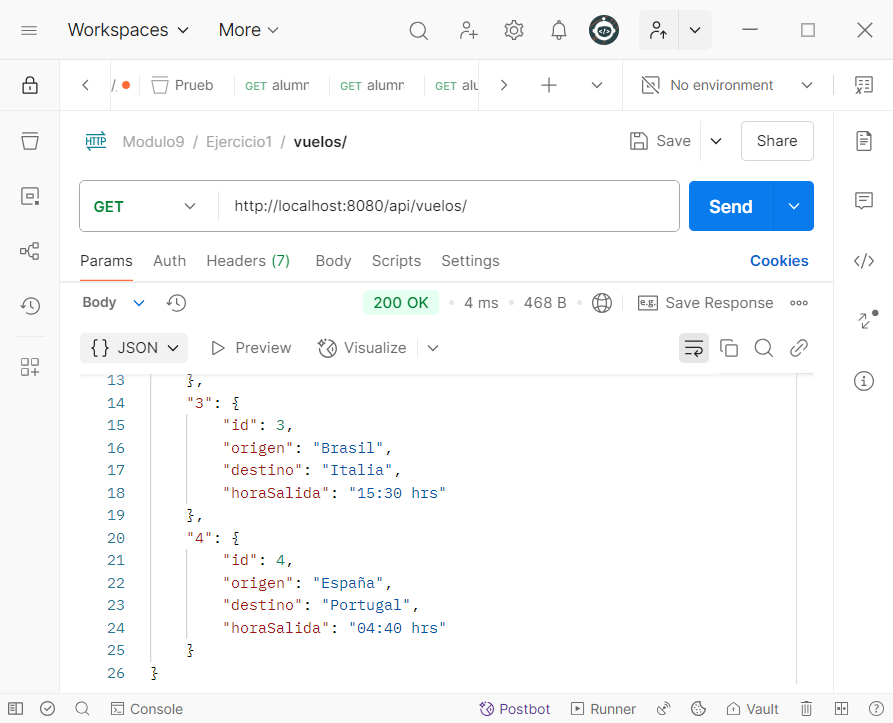 Workspaces More
/. Prueb GET alumr GET alumr GET alu No environment
HTTP Modulo9 / Ejercicio1 / vuelos/ Save Share
GET http://localhost:8080/api/vuelos/ Send
Params Auth Headers (7) Body Scripts Settings Cookies
Body 200 OK 4 ms 468 B e.g. Save Response
{} JSON Preview Visualize
13 },
14 "3": {
15 "id": 3,
16 "origen": "Brasil",
17 "destino": "Italia",
18 "horaSalida": "15:30 hrs"
19 },
20 "4": {
21 "id": 4,
22 "origen": "España",
23 "destino": "Portugal",
24 "horaSalida": "04:40 hrs"
25 }
26 }
Console Postbot Runner Vault